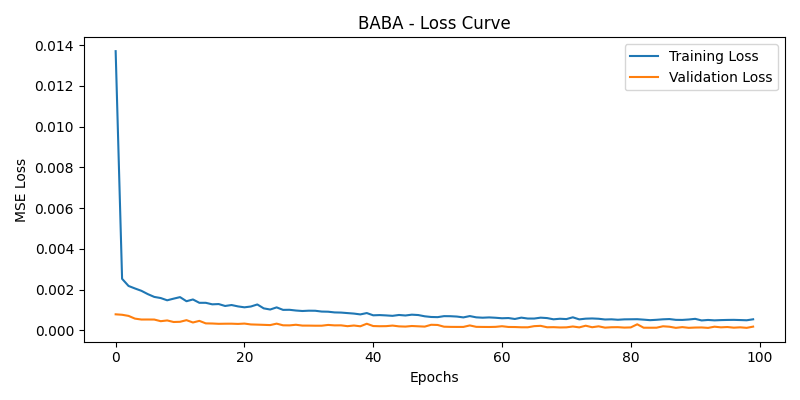 BABA - Loss Curve
0.014
0.012
0.010
0.008
0.006
0.004
0.002
0.000
MSE Loss
Training Loss
Validation Loss
0 20 40 60 80 100
Epochs